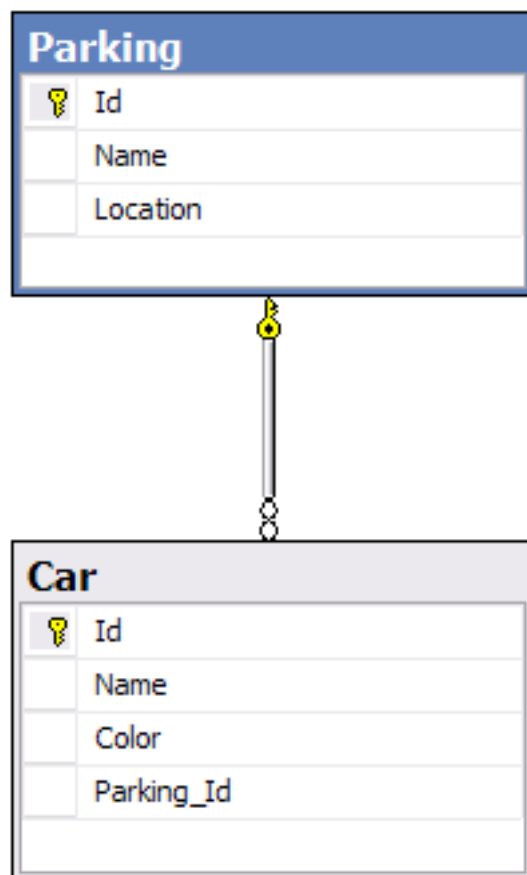 Parking
Id
Name
Location
Car
Id
Name
Color
Parking_Id